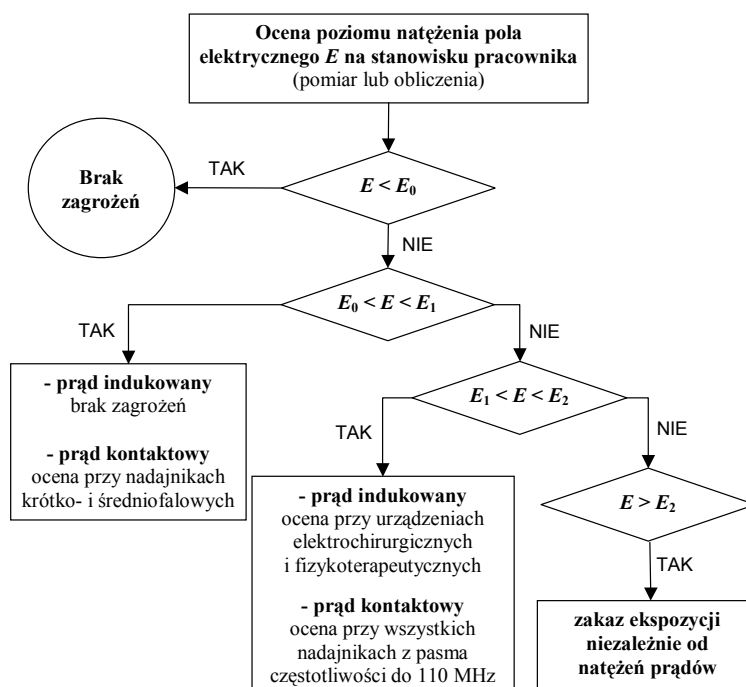 Ocena poziomu natężenia pola
elektrycznego E na stanowisku pracownika
(pomiar lub obliczenia)
TAK
Brak
zagrożeń
E < E₀
NIE
E₀ < E < E₁
TAK
NIE
- prąd indukowany
brak zagrożeń
- prąd kontaktowy
ocena przy nadajnikach
krótko- i średniofalowych
E₁ < E < E₂
TAK
NIE
- prąd indukowany
ocena przy urządzeniach
elektrochirurgicznych
i fizykoterapeutycznych
- prąd kontaktowy
ocena przy wszystkich
nadajnikach z pasma
częstotliwości do 110 MHz
E > E₂
TAK
zakaz ekspozycji
niezależnie od
natężeń prądów